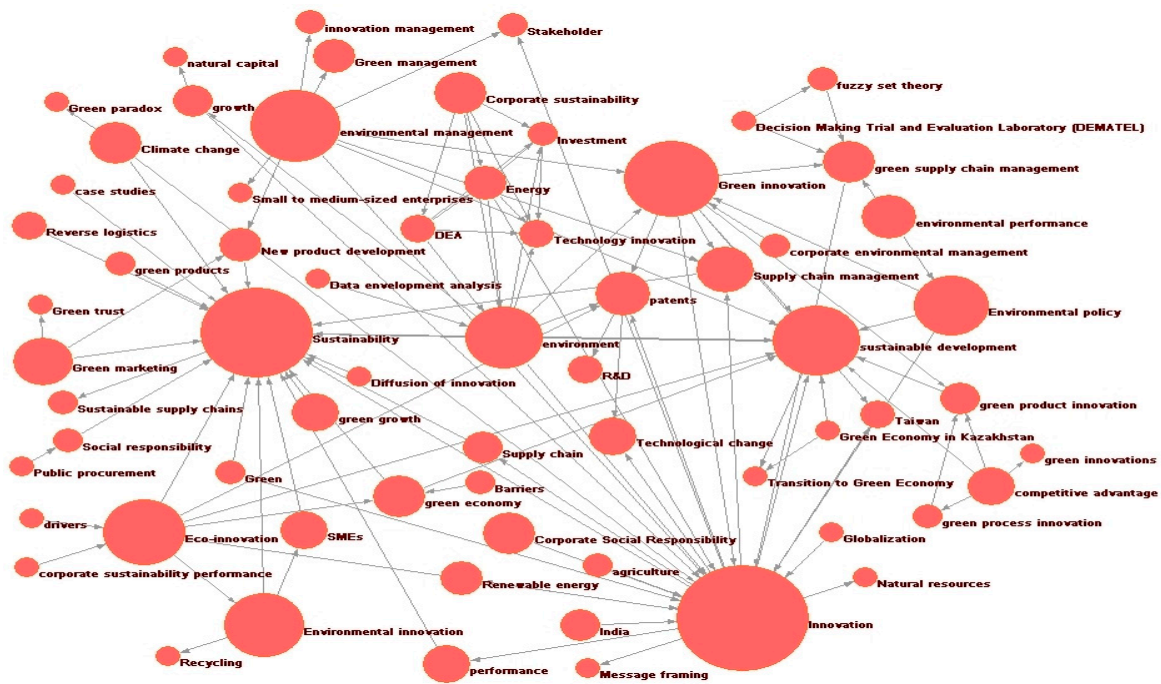 innovation management
Stakeholder
natural capital
Green management
fuzzy set theory
Green paradox
growth
Corporate sustainability
environmental management
Decision Making Trial and Evaluation Laboratory (DEMATEL)
Investment
Climate change
green supply chain management
case studies
Energy
Green innovation
Small to medium-sized enterprises
environmental performance
Reverse logistics
DEA
Technology innovation
New product development
corporate environmental management
green products
Supply chain management
Data envelopment analysis
patents
Green trust
Environmental policy
Sustainability
environment
sustainable development
Green marketing
R&D
Diffusion of innovation
Sustainable supply chains
green growth
green product innovation
Taiwan
Social responsibility
Technological change
Green Economy in Kazakhstan
Supply chain
green innovations
Public procurement
Green
Transition to Green Economy
Barriers
competitive advantage
green economy
drivers
Eco-innovation
SMEs
Corporate Social Responsibility
green process innovation
Globalization
corporate sustainability performance
agriculture
Renewable energy
Natural resources
Environmental innovation
India
Innovation
Recycling
performance
Message framing